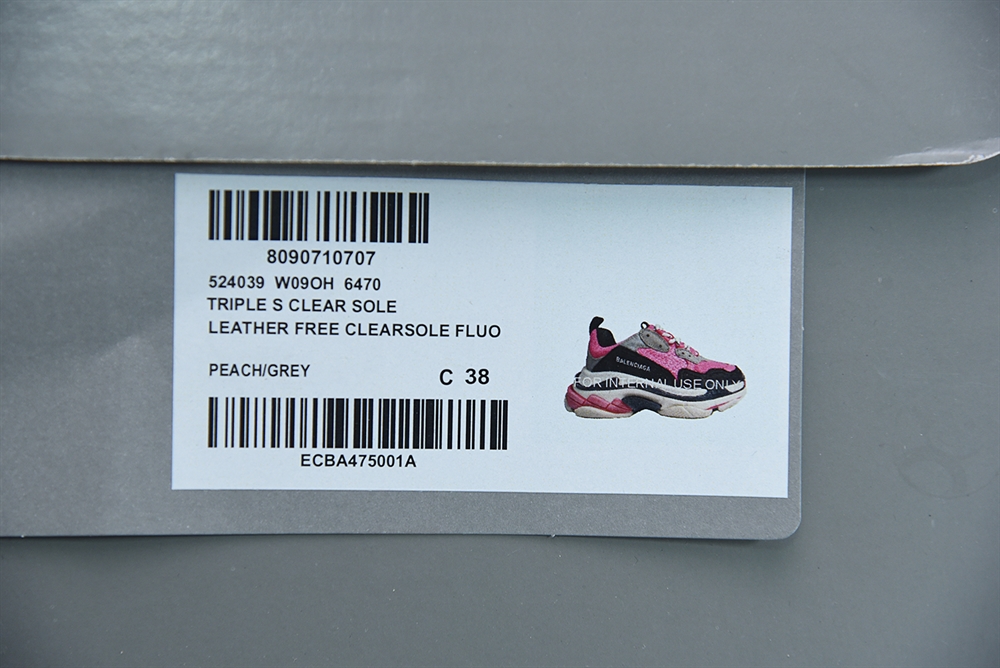 8090710707
524039 W09OH 6470
TRIPLE S CLEAR SOLE
LEATHER FREE CLEARSOLE FLUO
PEACH/GREY
C 38
ECBA475001A
BALENCIAGA
FOR INTERNAL USE ONLY